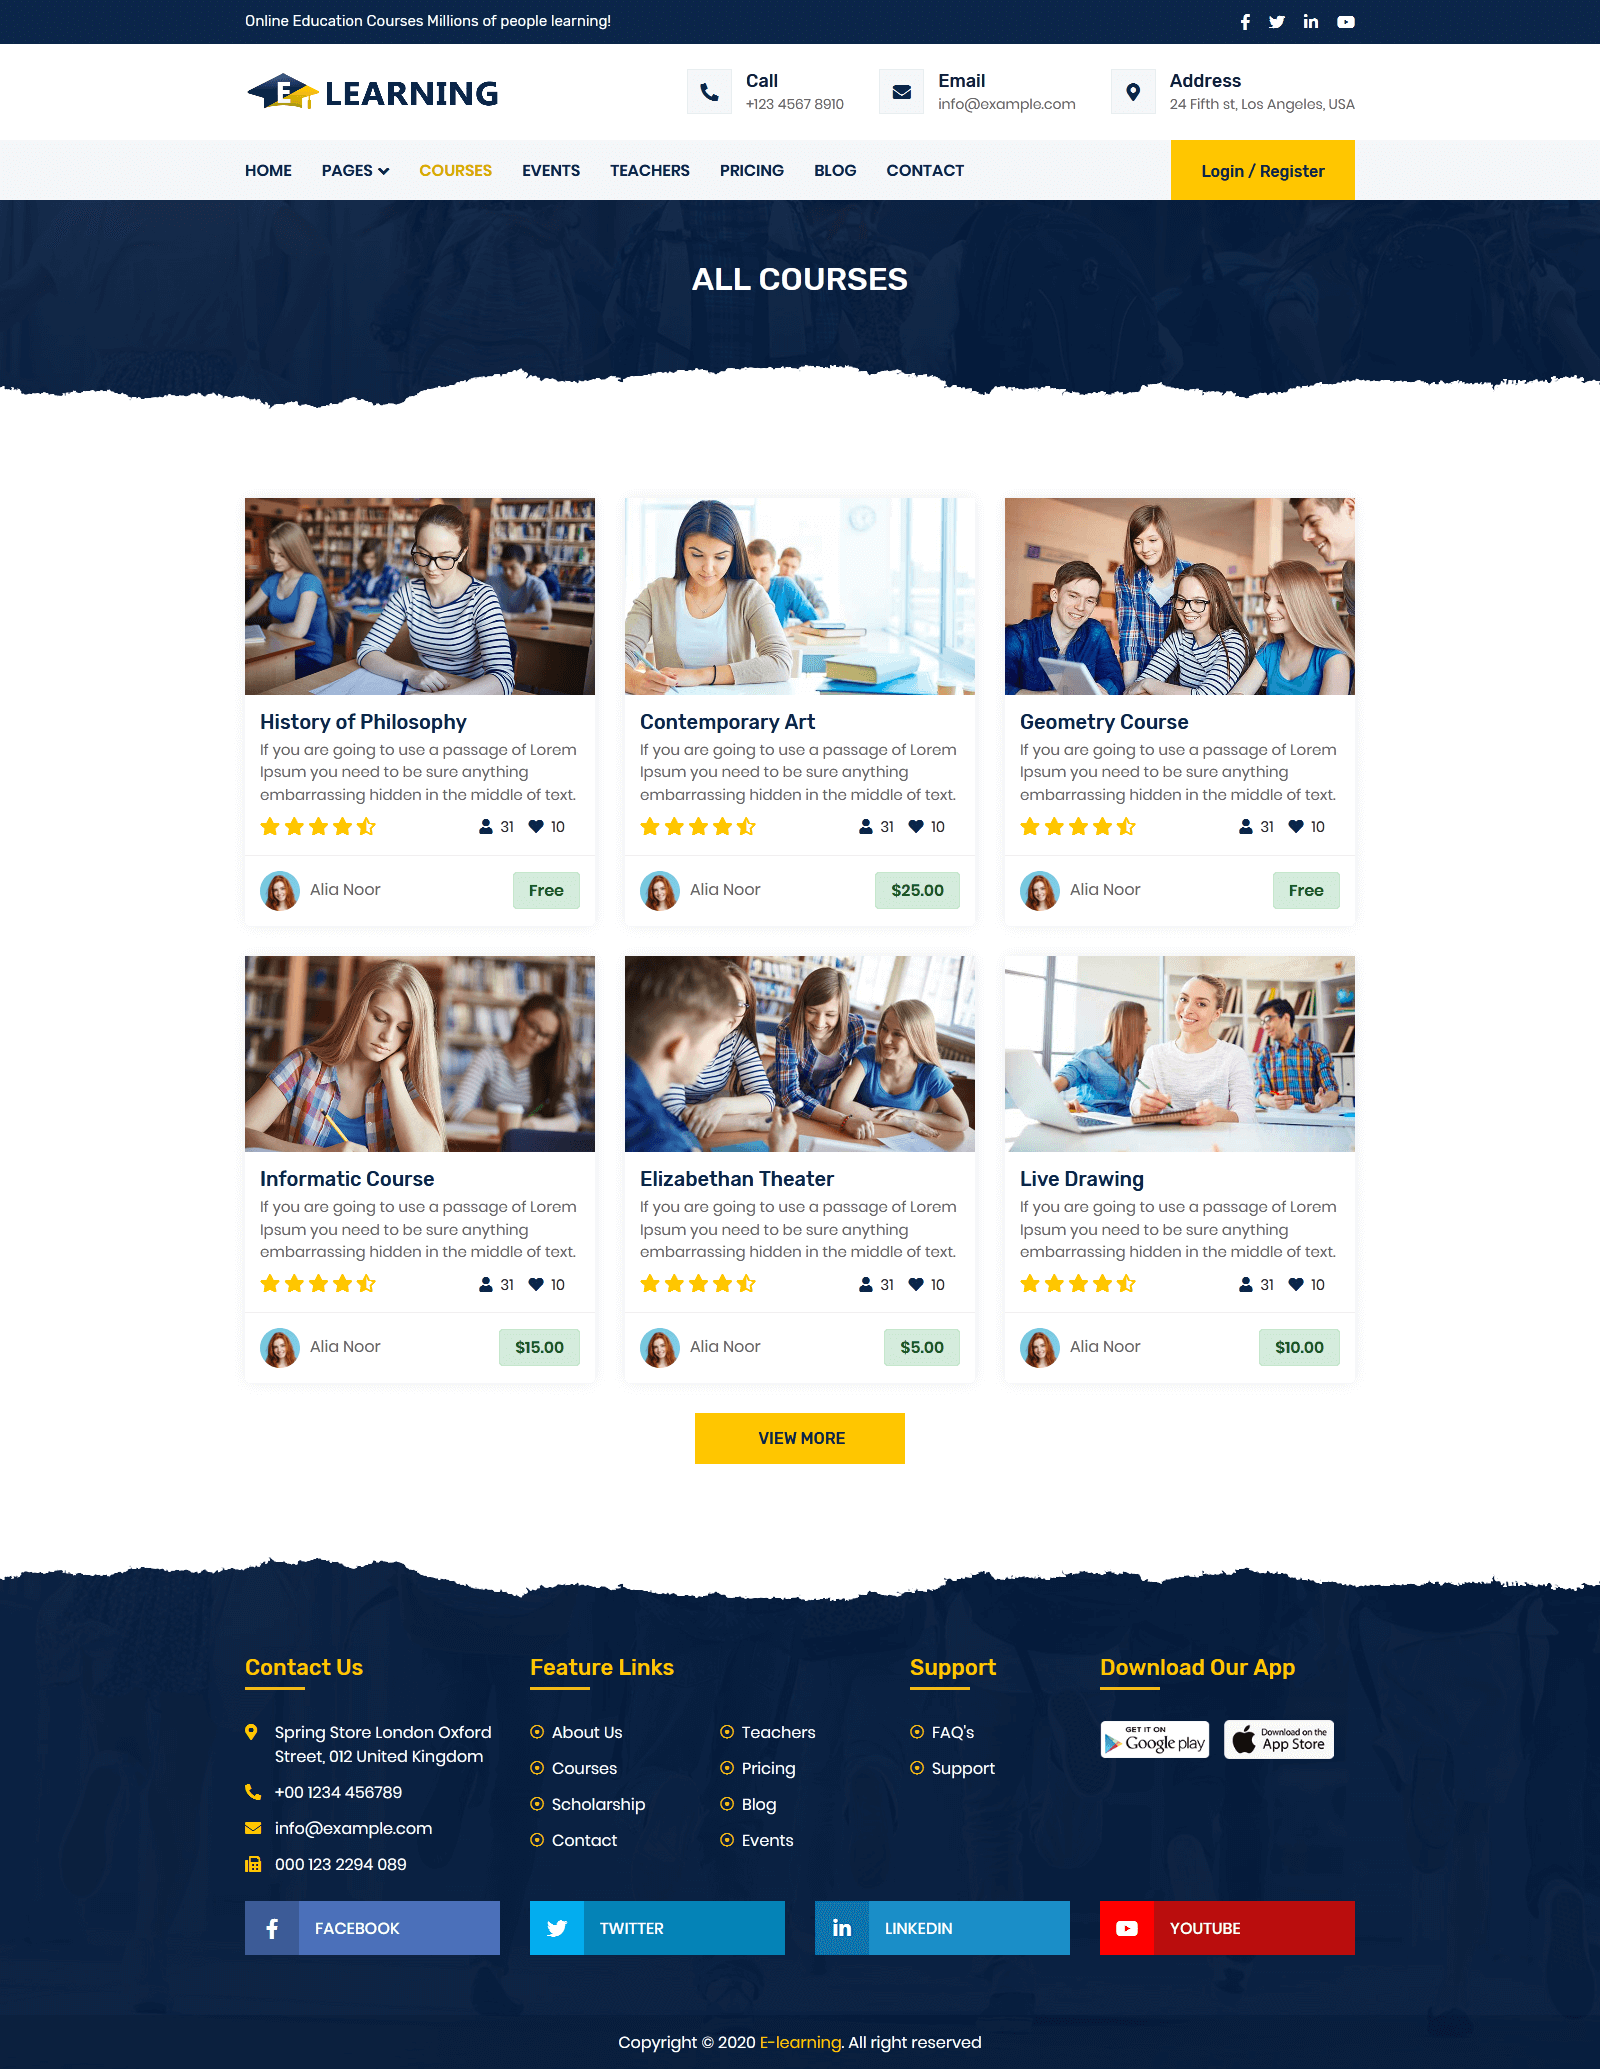 Online Education Courses Millions of people learning!
E LEARNING
Call
+123 4567 8910
Email
info@example.com
Address
24 Fifth st, Los Angeles, USA
HOME PAGES COURSES EVENTS TEACHERS PRICING BLOG CONTACT
Login / Register
ALL COURSES
History of Philosophy
If you are going to use a passage of Lorem
Ipsum you need to be sure anything
embarrassing hidden in the middle of text.
31 10
Alia Noor
Free
Contemporary Art
If you are going to use a passage of Lorem
Ipsum you need to be sure anything
embarrassing hidden in the middle of text.
31 10
Alia Noor
$25.00
Geometry Course
If you are going to use a passage of Lorem
Ipsum you need to be sure anything
embarrassing hidden in the middle of text.
31 10
Alia Noor
Free
Informatic Course
If you are going to use a passage of Lorem
Ipsum you need to be sure anything
embarrassing hidden in the middle of text.
31 10
Alia Noor
$15.00
Elizabethan Theater
If you are going to use a passage of Lorem
Ipsum you need to be sure anything
embarrassing hidden in the middle of text.
31 10
Alia Noor
$5.00
Live Drawing
If you are going to use a passage of Lorem
Ipsum you need to be sure anything
embarrassing hidden in the middle of text.
31 10
Alia Noor
$10.00
VIEW MORE
Contact Us
Spring Store London Oxford
Street, 012 United Kingdom
+00 1234 456789
info@example.com
000 123 2294 089
Feature Links
About Us
Courses
Scholarship
Contact
Teachers
Pricing
Blog
Events
Support
FAQ's
Support
Download Our App
GET IT ON
Google play
Download on the
App Store
FACEBOOK
TWITTER
LINKEDIN
YOUTUBE
Copyright © 2020 E-learning. All right reserved